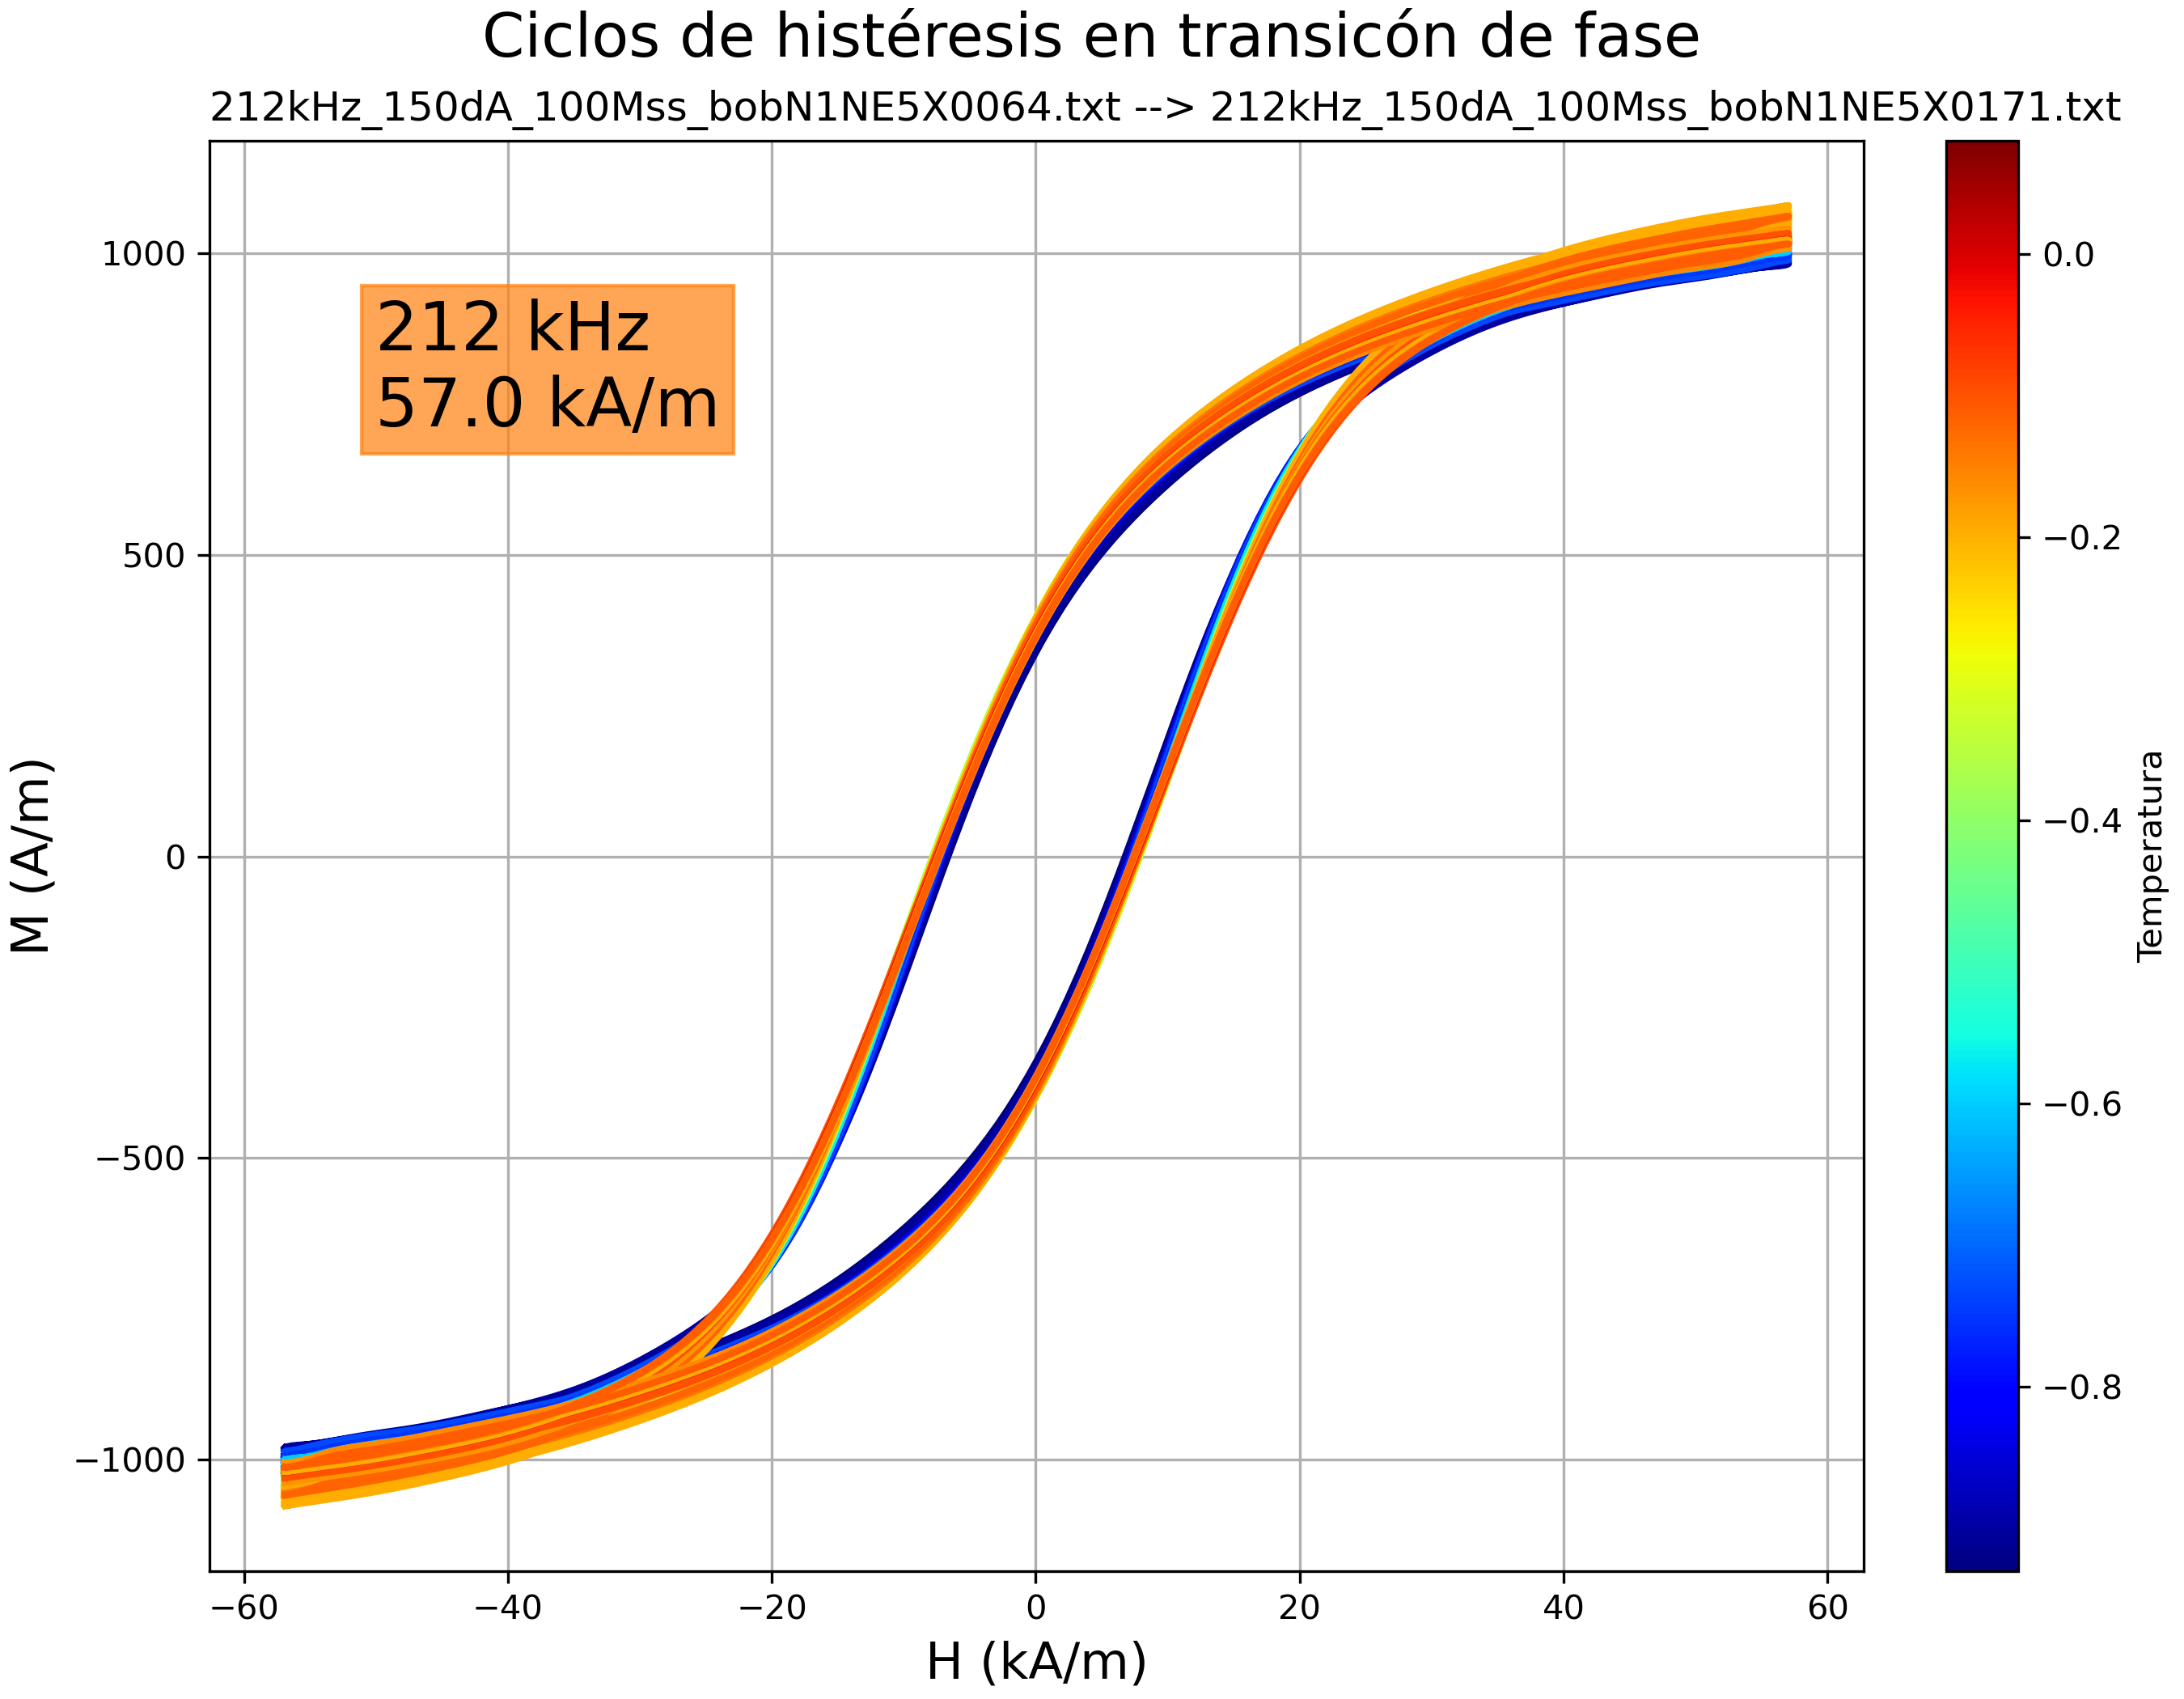 Ciclos de histéresis en transicón de fase
212kHz_150dA_100Mss_bobN1NE5X0064.txt --> 212kHz_150dA_100Mss_bobN1NE5X0171.txt
212 kHz
57.0 kA/m
M (A/m)
1000
500
0
−500
−1000
−60
−40
−20
0
20
40
60
H (kA/m)
0.0
−0.2
−0.4
−0.6
−0.8
Temperatura